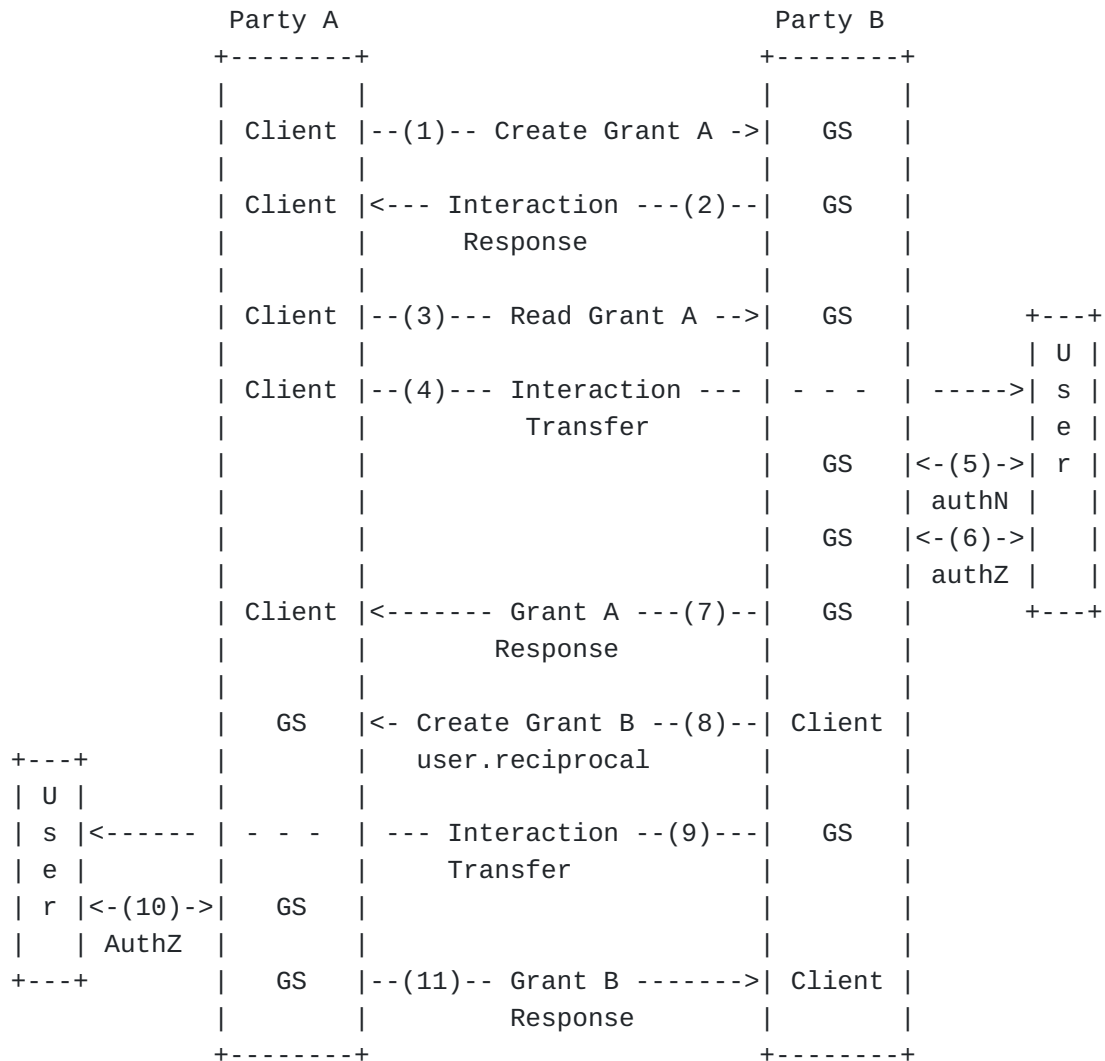 Party A                             Party B
             +--------+                          +--------+
             |         |                          |         |
             | Client |--(1)-- Create Grant A ->|   GS    |
             |         |                          |         |
             | Client |<--- Interaction ---(2)--|   GS    |
             |         |       Response           |         |
             |         |                          |         |
             | Client |--(3)--- Read Grant A -->|   GS    |       +---+
             |         |                          |         |       | U |
             | Client |--(4)--- Interaction --- | - - -  | ----->| s |
             |         |           Transfer       |         |       | e |
             |         |                          |   GS    |<-(5)->| r |
             |         |                          |         | authN |   |
             |         |                          |   GS    |<-(6)->|   |
             |         |                          |         | authZ |   |
             | Client |<------- Grant A ---(7)--|   GS    |       +---+
             |         |         Response         |         |
             |         |                          |         |
             |   GS    |<- Create Grant B --(8)--| Client |
+---+        |         |   user.reciprocal        |         |
| U |        |         |                          |         |
| s |<------ | - - -  | --- Interaction --(9)---|   GS    |
| e |        |         |     Transfer             |         |
| r |<-(10)->|   GS    |                          |         |
|   | AuthZ  |         |                          |         |
+---+        |   GS    |--(11)-- Grant B ------->| Client |
             |         |         Response         |         |
             +--------+                          +--------+